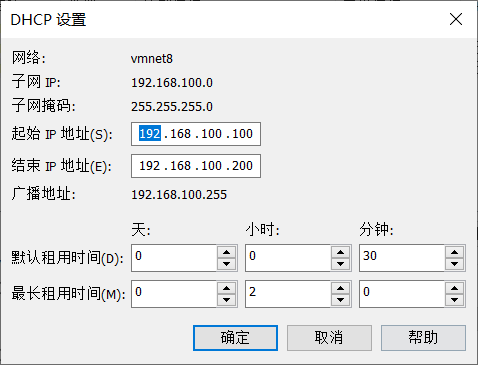 DHCP 设置
网络: vmnet8
子网 IP: 192.168.100.0
子网掩码: 255.255.255.0
起始 IP 地址(S): 192 . 168 . 100 . 100
结束 IP 地址(E): 192 . 168 . 100 . 200
广播地址: 192.168.100.255
天: 小时: 分钟:
默认租用时间(D): 0 0 30
最长租用时间(M): 0 2 0
确定 取消 帮助